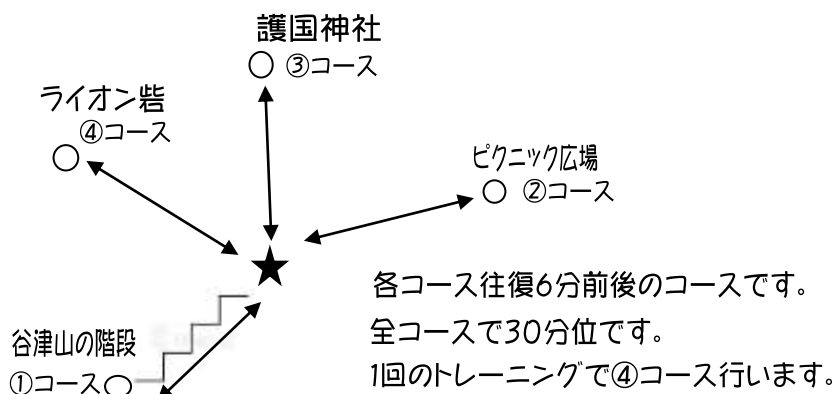 護国神社
③コース
ライオン砦
④コース
ピクニック広場
②コース
各コース往復6分前後のコースです。
全コースで30分位です。
谷津山の階段
①コース
1回のトレーニングで④コース行います。